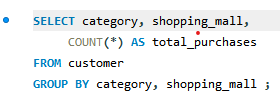 SELECT category, shopping_mall,
COUNT(*) AS total_purchases
FROM customer
GROUP BY category, shopping_mall ;